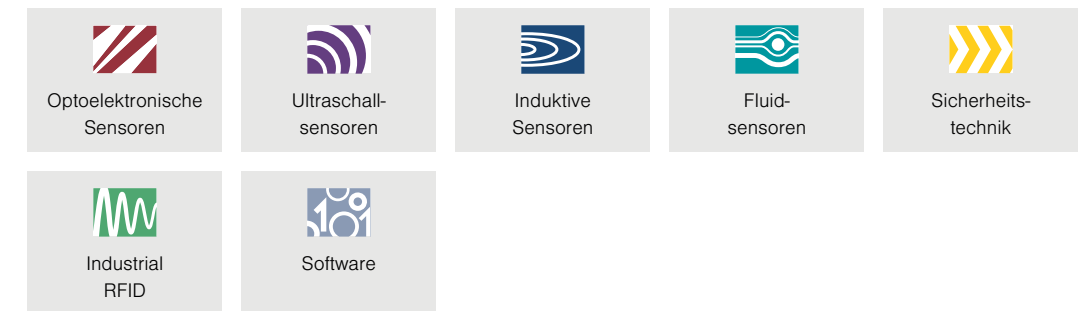 Optoelektronische
Sensoren
Ultraschall-
sensoren
Induktive
Sensoren
Fluid-
sensoren
Sicherheits-
technik
Industrial
RFID
Software